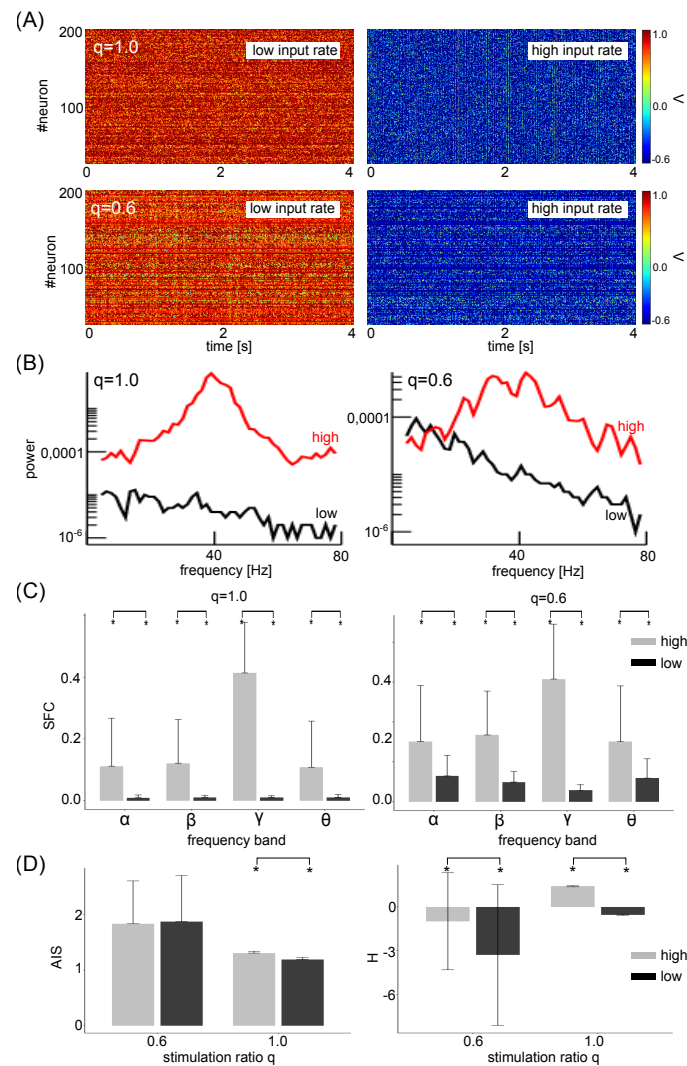 (A)
200
q=1.0
low input rate
high input rate
1.0
100
#neuron
0.0
V
-0.6
0
2
4
0
2
4
200
q=0.6
low input rate
high input rate
1.0
100
#neuron
0.0
V
-0.6
0
2
4
0
2
4
time [s]
time [s]
(B)
q=1.0
q=0.6
high
high
0,0001
0,0001
power
low
low
10-6
10-6
40
80
40
80
frequency [Hz]
frequency [Hz]
(C)
q=1.0
q=0.6
* * * * * * * *
* * * * * * * *
high
low
0.4
0.4
SFC
0.2
0.2
0.0
0.0
α β γ θ
α β γ θ
frequency band
frequency band
(D)
* *
* * * *
2
0
AIS
1
H
-3
high
-6
low
0
0.6
1.0
0.6
1.0
stimulation ratio q
stimulation ratio q